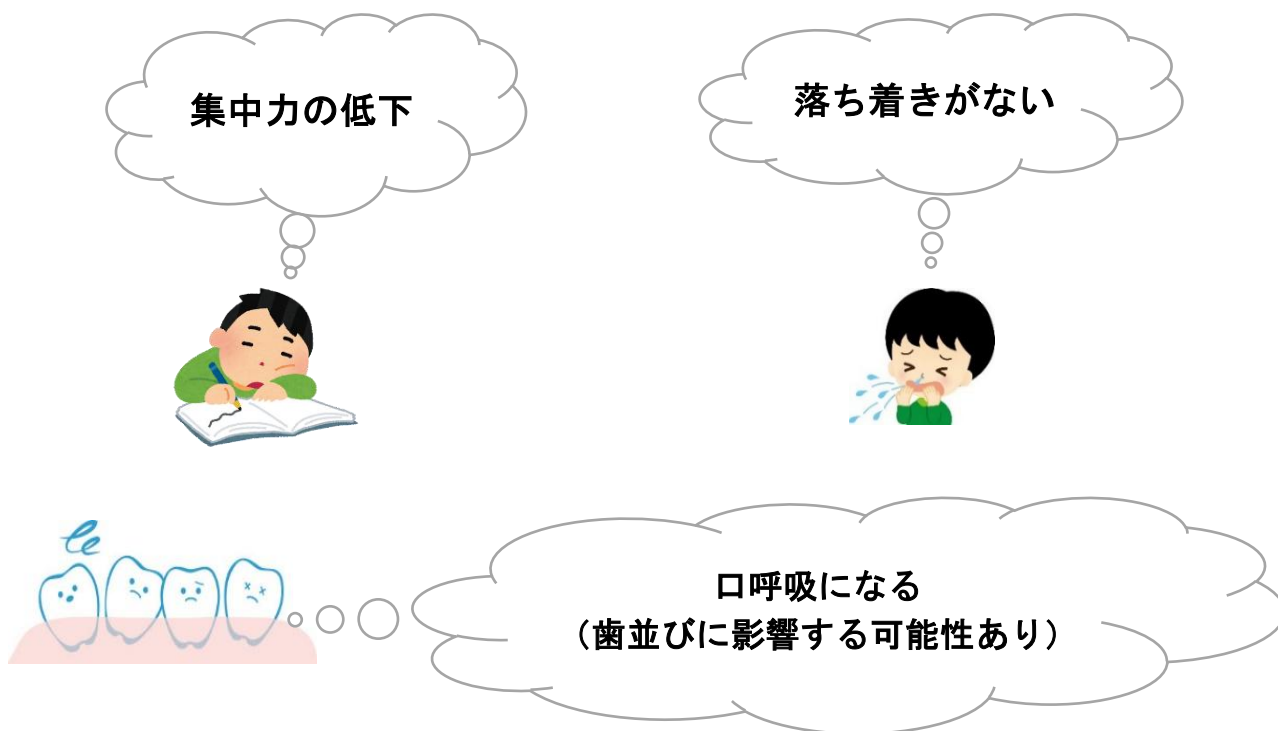 集中力の低下
落ち着きがない
口呼吸になる
（歯並びに影響する可能性あり）